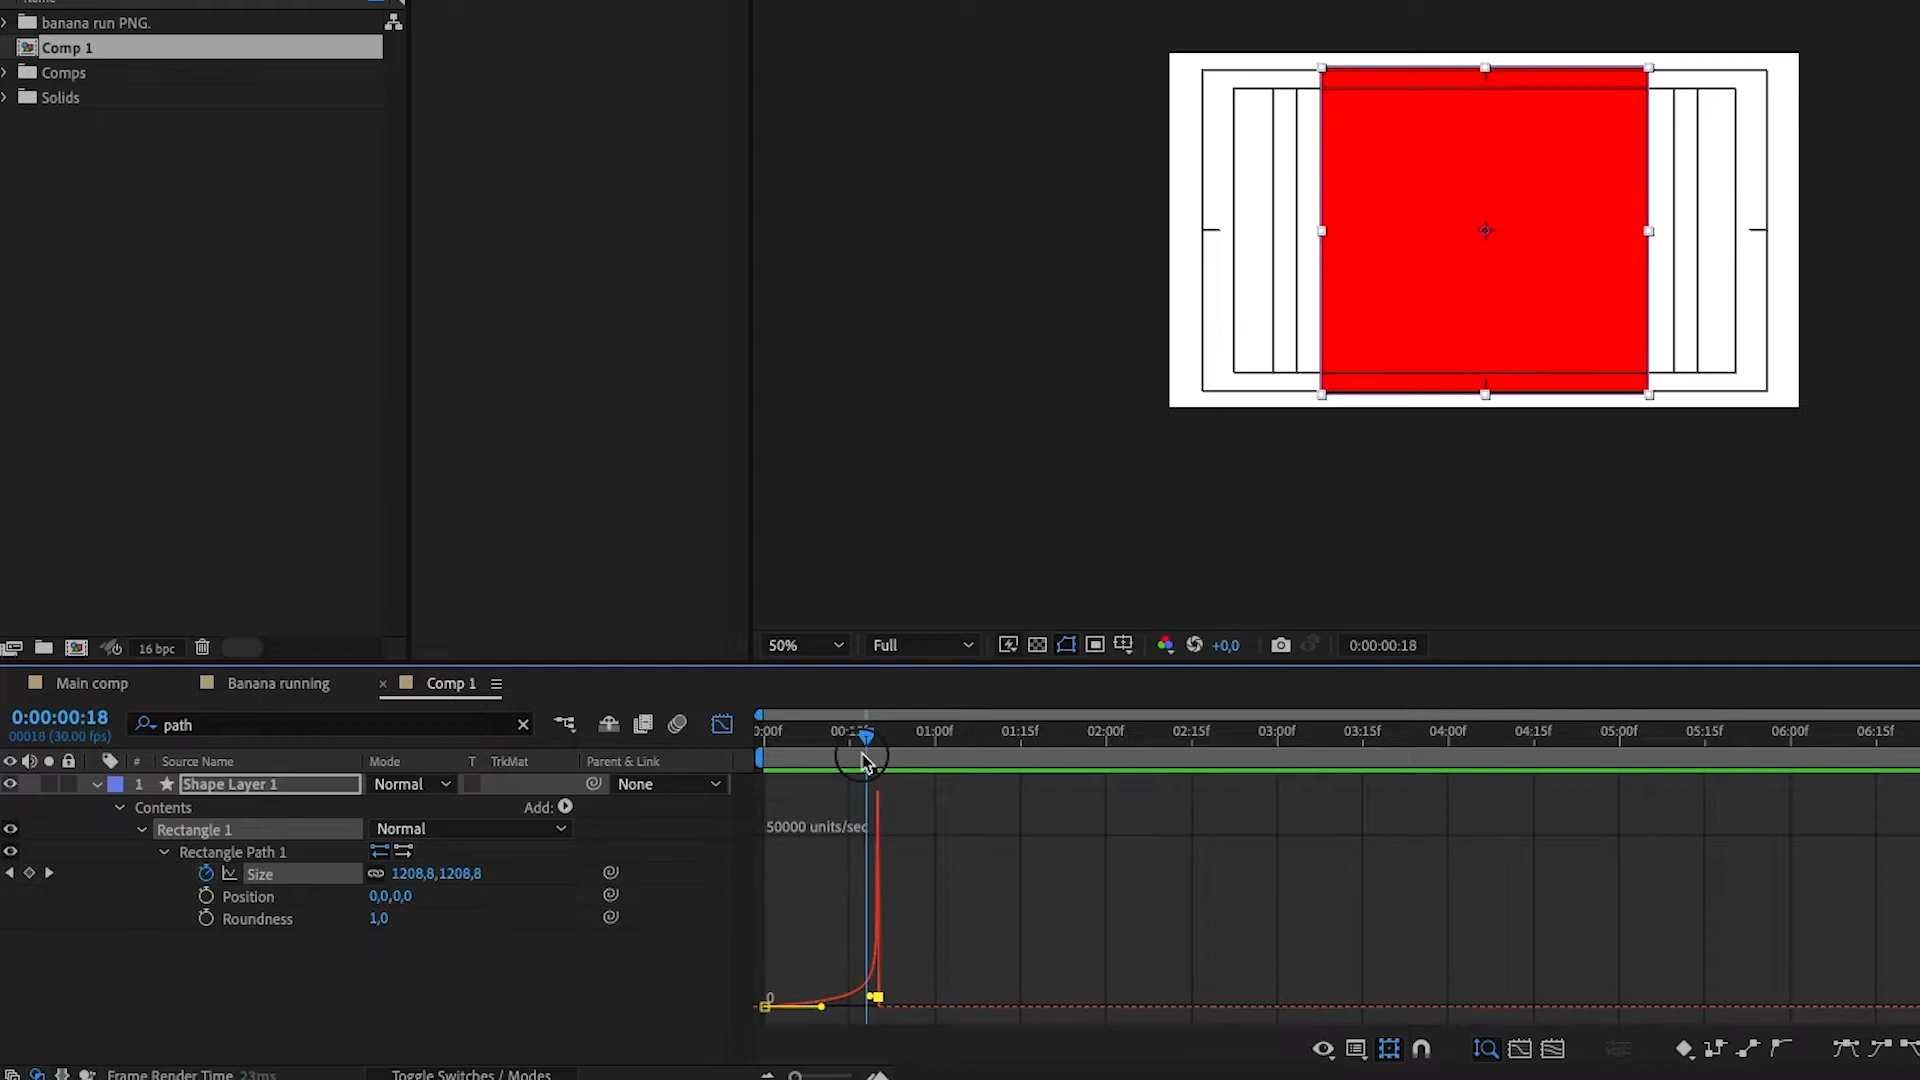 banana run PNG.
Comp 1
Comps
Solids
16 bpc
50%
Full
+0,0
0:00:00:18
Main comp
Banana running
× Comp 1
0:00:00:18
00018 (30.00 fps)
path
:00f
01:00f
01:15f
02:00f
02:15f
03:00f
03:15f
04:00f
04:15f
05:00f
05:15f
06:00f
06:15f
# Source Name
Mode
T TrkMat
Parent & Link
1 Shape Layer 1
Normal
None
Contents
Add:
Rectangle 1
Normal
Rectangle Path 1
Size
1208,8,1208,8
Position
0,0,0,0
Roundness
1,0
50000 units/sec
0
Frame Render Time 23ms
Toggle Switches / Modes